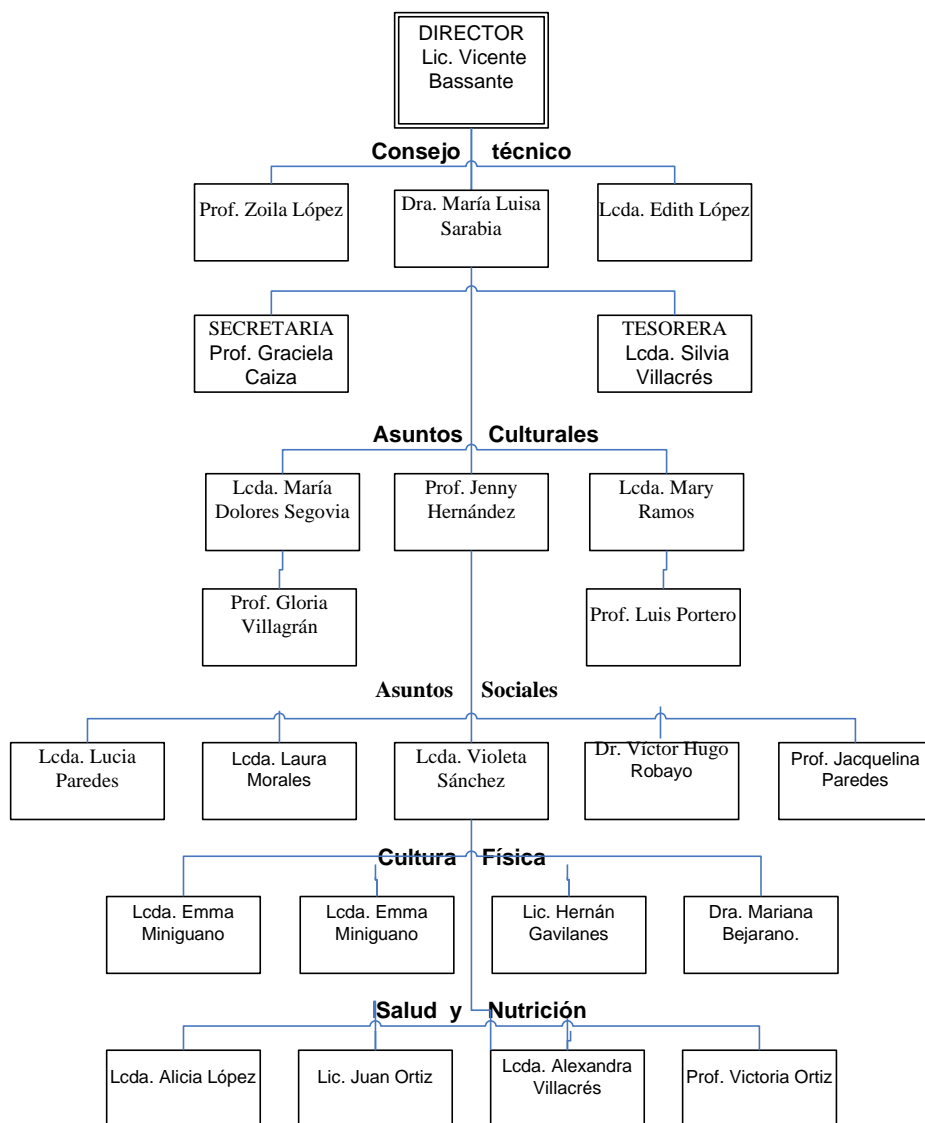 DIRECTOR
Lic. Vicente
Bassante
Consejo técnico
Prof. Zoila López
Dra. María Luisa
Sarabia
Lcda. Edith López
SECRETARIA
Prof. Graciela
Caiza
TESORERA
Lcda. Silvia
Villacrés
Asuntos Culturales
Lcda. María
Dolores Segovia
Prof. Jenny
Hernández
Lcda. Mary
Ramos
Prof. Gloria
Villagrán
Prof. Luis Portero
Asuntos Sociales
Lcda. Lucia
Paredes
Lcda. Laura
Morales
Lcda. Violeta
Sánchez
Dr. Víctor Hugo
Robayo
Prof. Jacquelina
Paredes
Cultura Física
Lcda. Emma
Miniguano
Lcda. Emma
Miniguano
Lic. Hernán
Gavilanes
Dra. Mariana
Bejarano.
Salud y Nutrición
Lcda. Alicia López
Lic. Juan Ortiz
Lcda. Alexandra
Villacrés
Prof. Victoria Ortiz